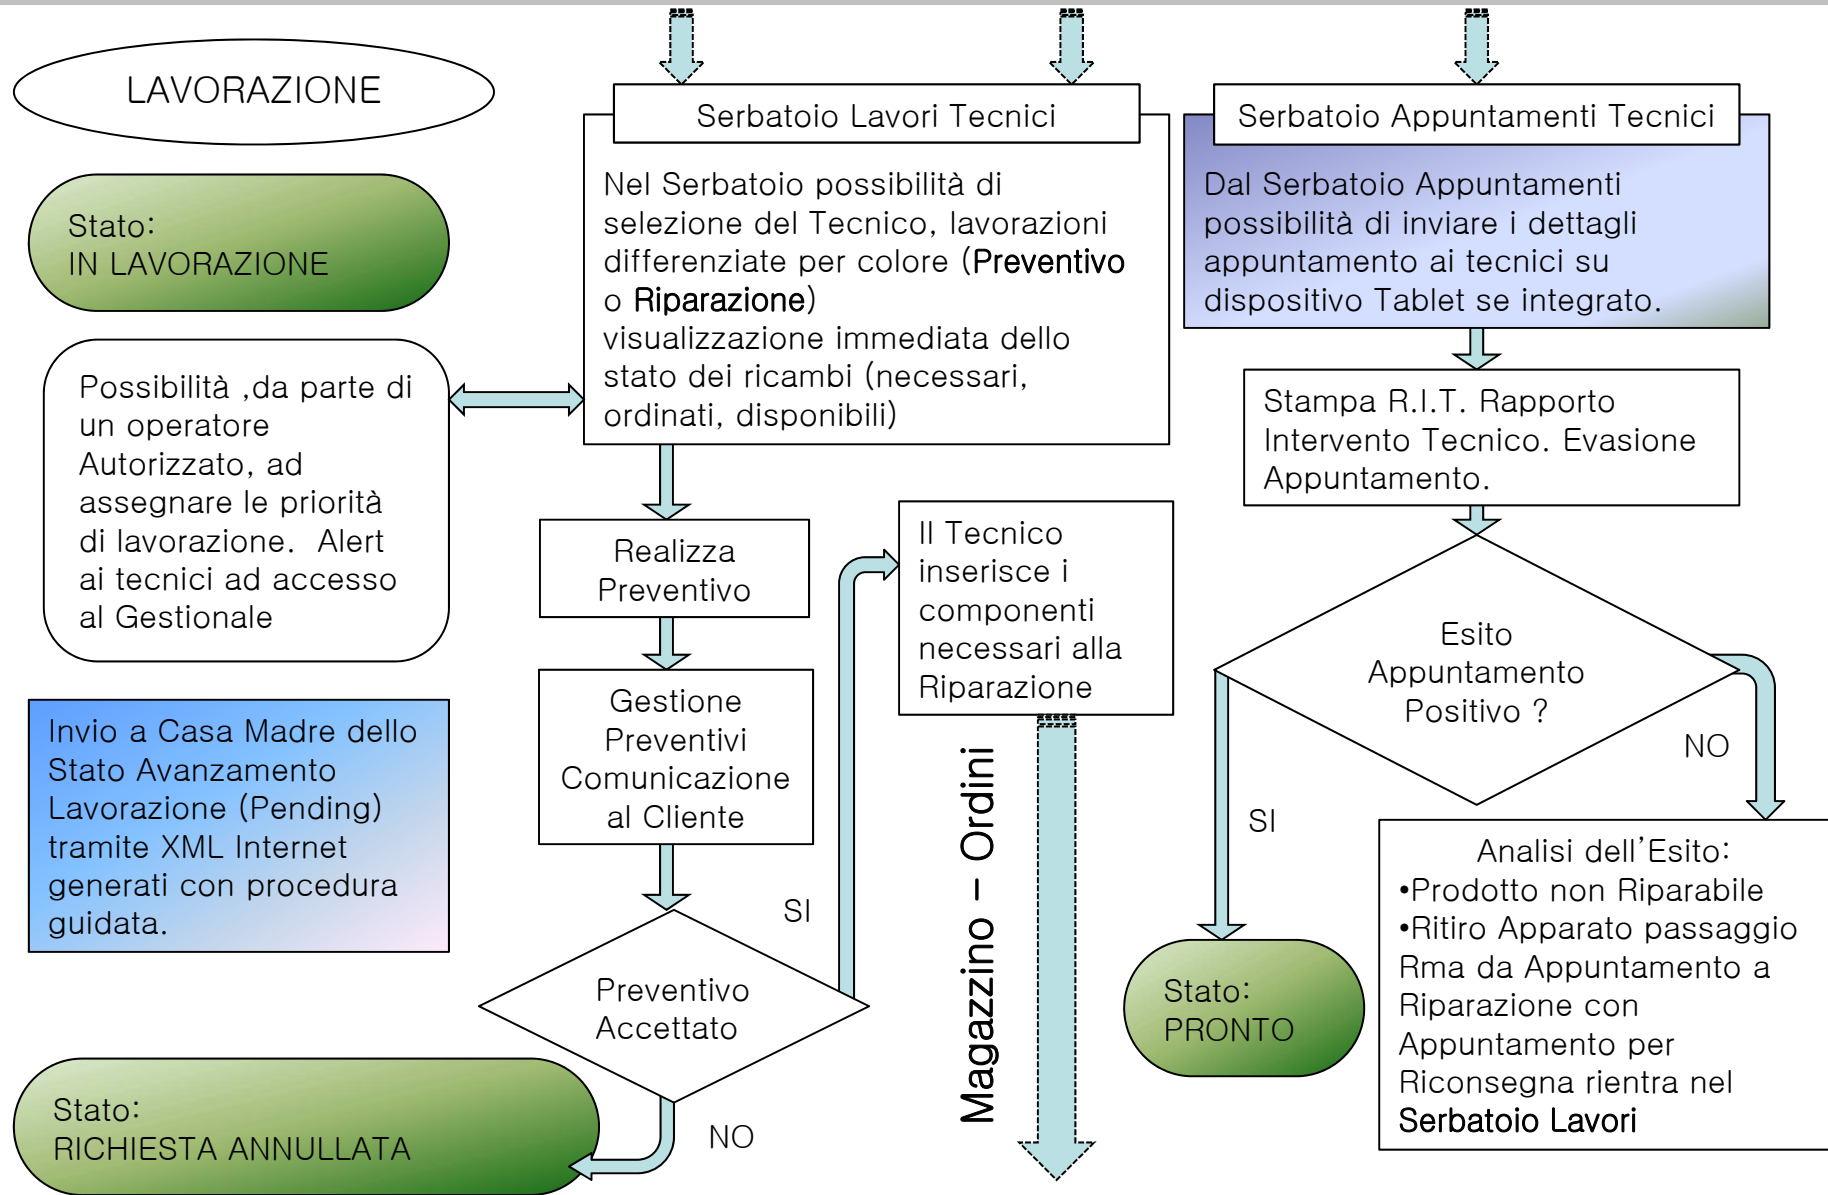 LAVORAZIONE
Stato:
IN LAVORAZIONE
Possibilità ,da parte di
un operatore
Autorizzato, ad
assegnare le priorità
di lavorazione.  Alert
ai tecnici ad accesso
al Gestionale
Invio a Casa Madre dello
Stato Avanzamento
Lavorazione (Pending)
tramite XML Internet
generati con procedura
guidata.
Serbatoio Lavori Tecnici
Nel Serbatoio possibilità di
selezione del Tecnico, lavorazioni
differenziate per colore (Preventivo
o Riparazione)
visualizzazione immediata dello
stato dei ricambi (necessari,
ordinati, disponibili)
Realizza
Preventivo
Gestione
Preventivi
Comunicazione
al Cliente
Preventivo
Accettato
SI
NO
Stato:
RICHIESTA ANNULLATA
Il Tecnico
inserisce i
componenti
necessari alla
Riparazione
Magazzino – Ordini
Serbatoio Appuntamenti Tecnici
Dal Serbatoio Appuntamenti
possibilità di inviare i dettagli
appuntamento ai tecnici su
dispositivo Tablet se integrato.
Stampa R.I.T. Rapporto
Intervento Tecnico. Evasione
Appuntamento.
Esito
Appuntamento
Positivo ?
SI
NO
Stato:
PRONTO
Analisi dell’Esito:
•Prodotto non Riparabile
•Ritiro Apparato passaggio
Rma da Appuntamento a
Riparazione con
Appuntamento per
Riconsegna rientra nel
Serbatoio Lavori